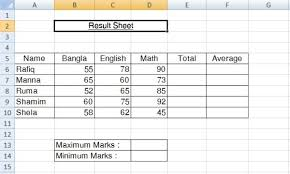 A B C D E F G
1
2 Result Sheet
3
4
5 Name Bangla English Math Total Average
6 Rafiq 55 78 90
7 Manna 65 60 73
8 Ruma 52 65 85
9 Shamim 60 75 92
10 Shela 58 62 45
11
12
13 Maximum Marks :
14 Minimum Marks :